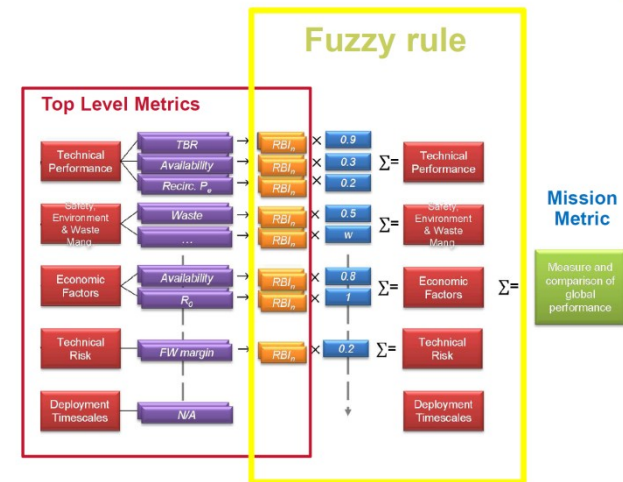 Fuzzy rule
Top Level Metrics
Technical
Performance
TBR
→
RBIₙ
×
0.9
Availability
→
RBIₙ
×
0.3
Recirc. Pₑ
→
RBIₙ
×
0.2
Σ=
Technical
Performance
Safety,
Environment
& Waste
Mang.
Waste
→
RBIₙ
×
0.5
...
→
RBIₙ
×
w
Σ=
Safety,
Environment
& Waste
Mang.
Economic
Factors
Availability
→
RBIₙ
×
0.8
R₀
→
RBIₙ
×
1
Σ=
Economic
Factors
Σ=
Mission
Metric
Measure and
comparison of
global
performance
Technical
Risk
FW margin
→
RBIₙ
×
0.2
Σ=
Technical
Risk
Deployment
Timescales
N/A
Deployment
Timescales